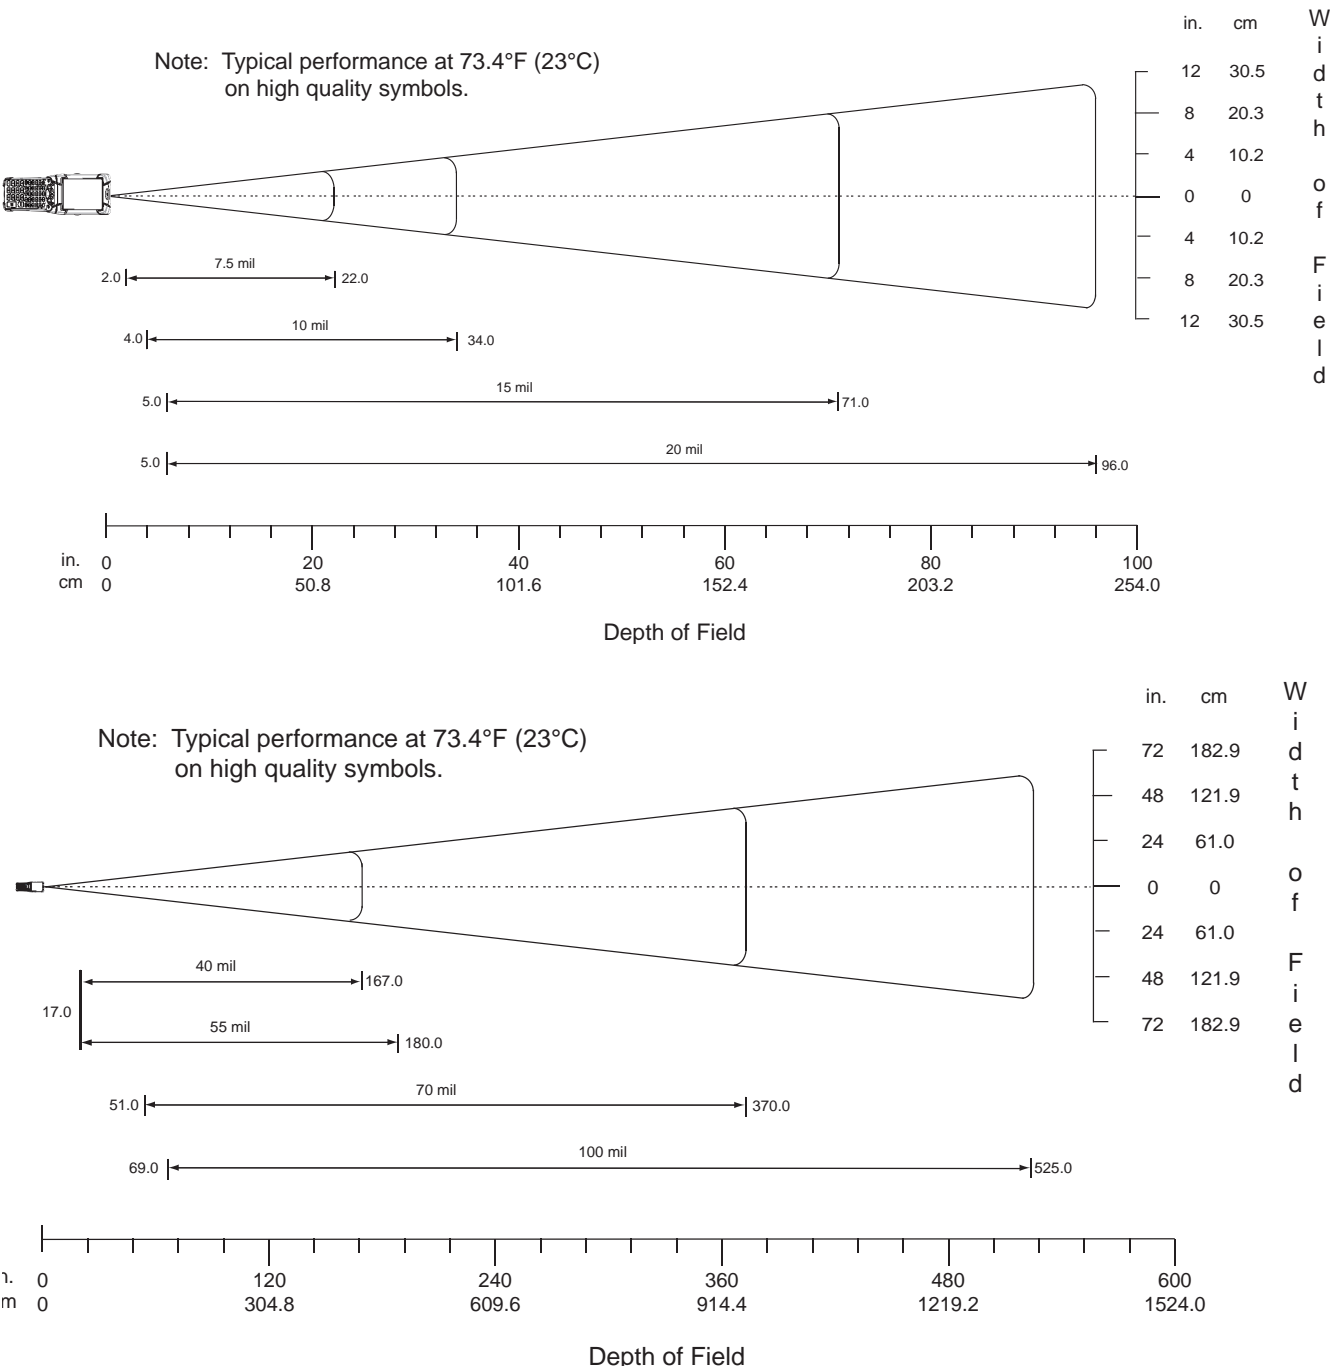 in. cm
Note: Typical performance at 73.4°F (23°C)
on high quality symbols.
12 30.5
8 20.3
4 10.2
0 0
4 10.2
8 20.3
12 30.5
Width of Field
7.5 mil
2.0 22.0
10 mil
4.0 34.0
15 mil
5.0 71.0
20 mil
5.0 96.0
in. 0 20 40 60 80 100
cm 0 50.8 101.6 152.4 203.2 254.0
Depth of Field
in. cm
Note: Typical performance at 73.4°F (23°C)
on high quality symbols.
72 182.9
48 121.9
24 61.0
0 0
24 61.0
48 121.9
72 182.9
Width of Field
40 mil
167.0
17.0
55 mil
180.0
70 mil
51.0 370.0
100 mil
69.0 525.0
0 120 240 360 480 600
m 0 304.8 609.6 914.4 1219.2 1524.0
Depth of Field